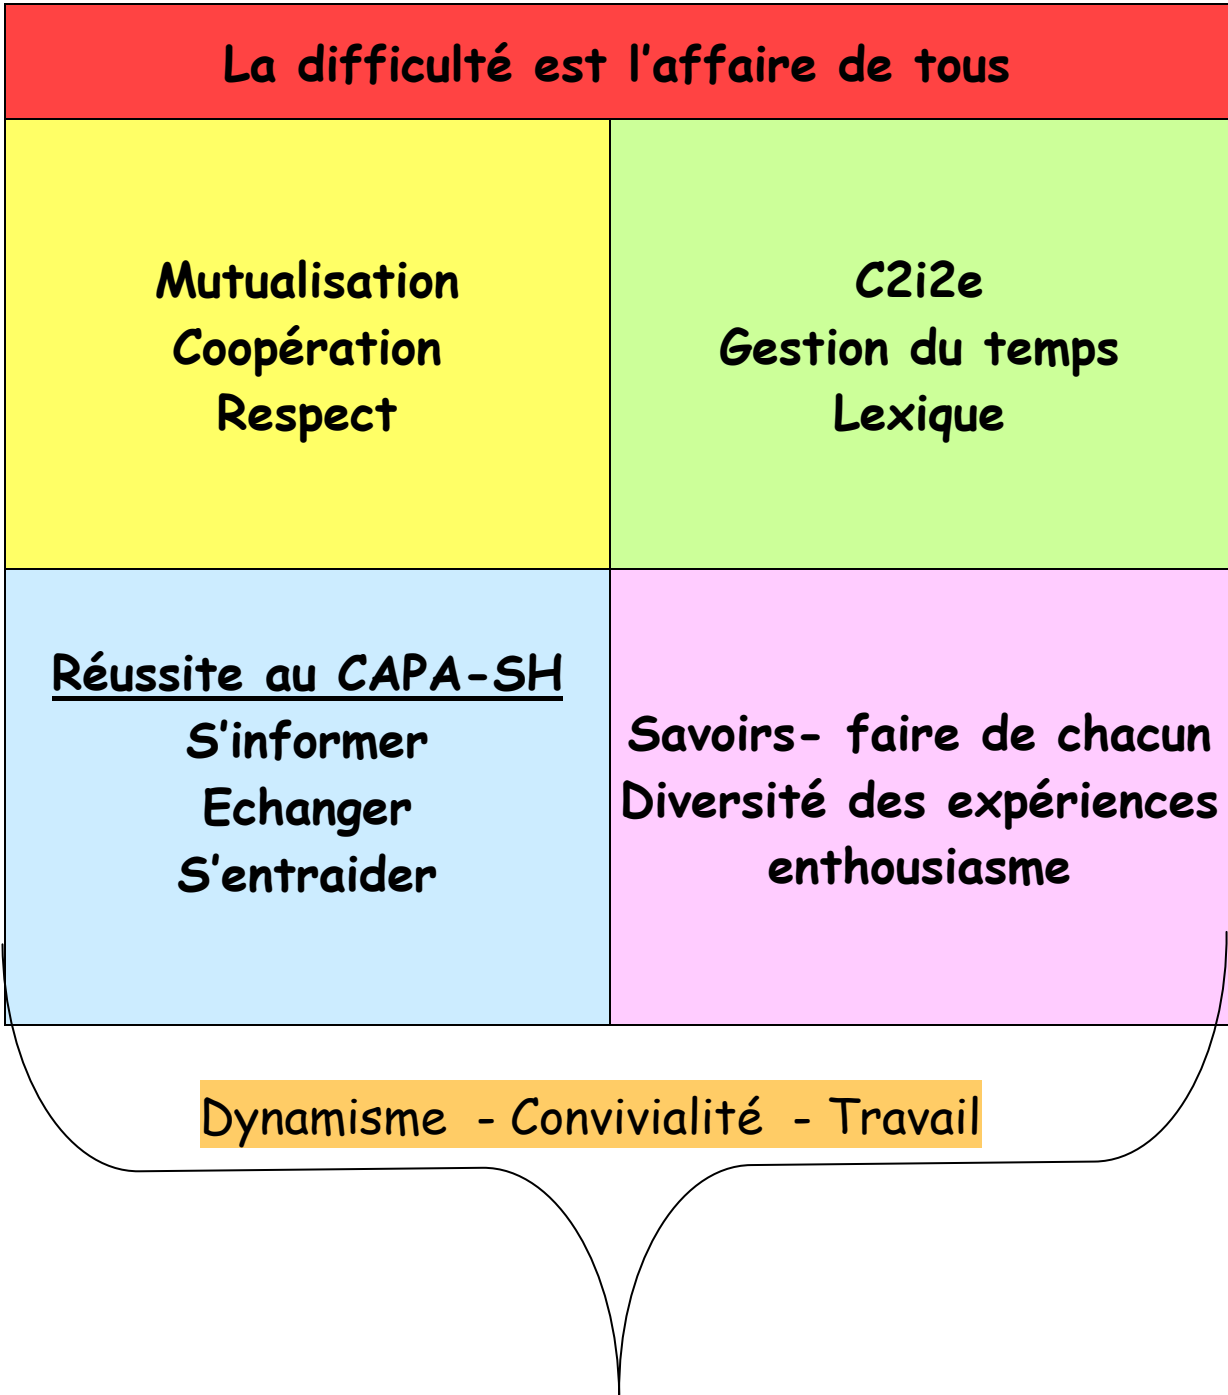 La difficulté est l'affaire de tous
Mutualisation
Coopération
Respect
C2i2e
Gestion du temps
Lexique
Réussite au CAPA-SH
S'informer
Echanger
S'entraider
Savoirs- faire de chacun
Diversité des expériences
enthousiasme
Dynamisme - Convivialité - Travail